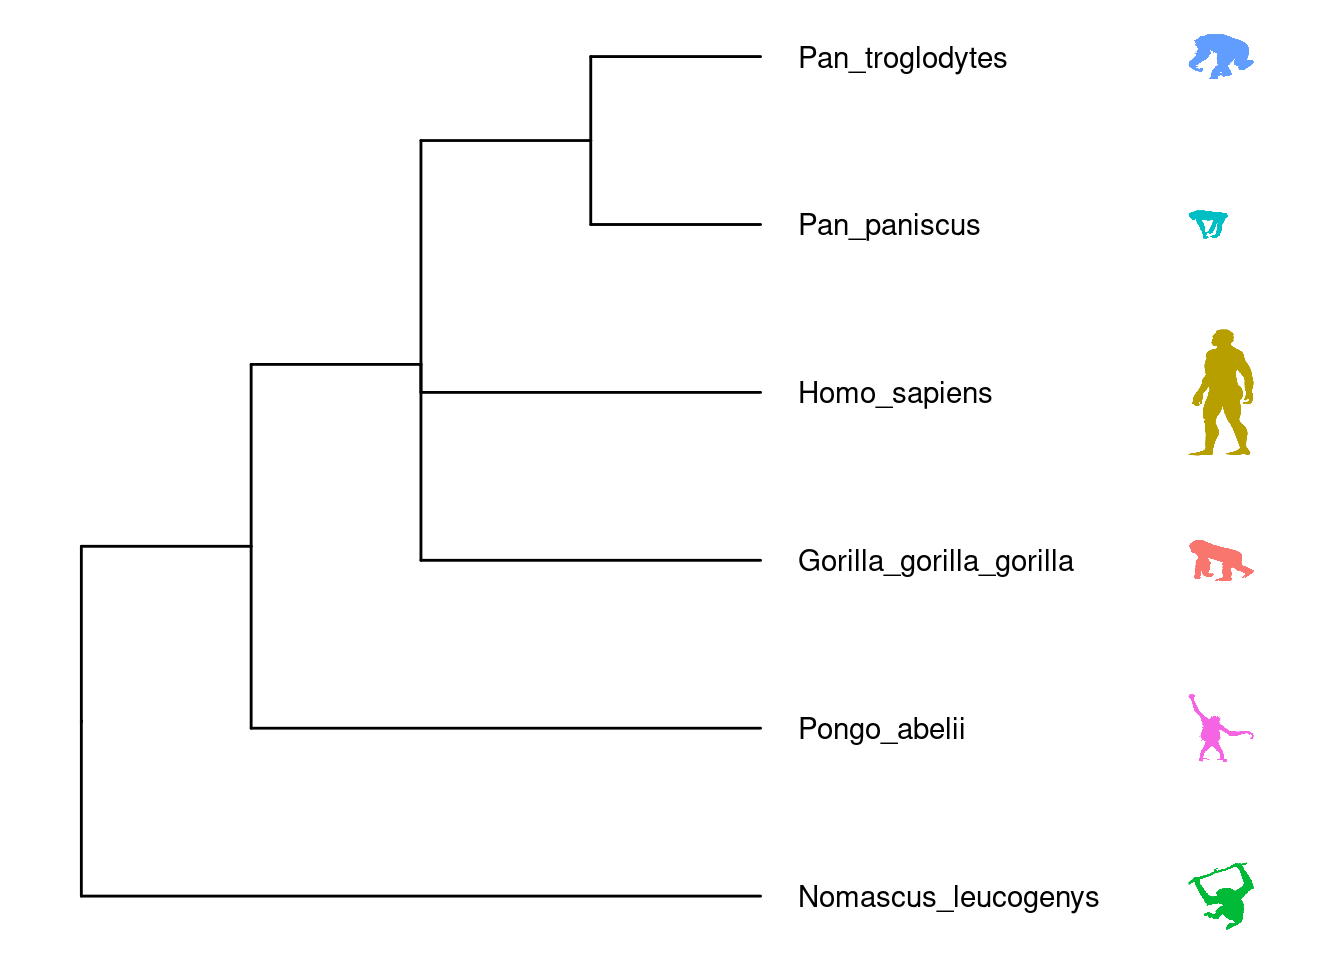 Pan_troglodytes
Pan_paniscus
Homo_sapiens
Gorilla_gorilla_gorilla
Pongo_abelii
Nomascus_leucogenys